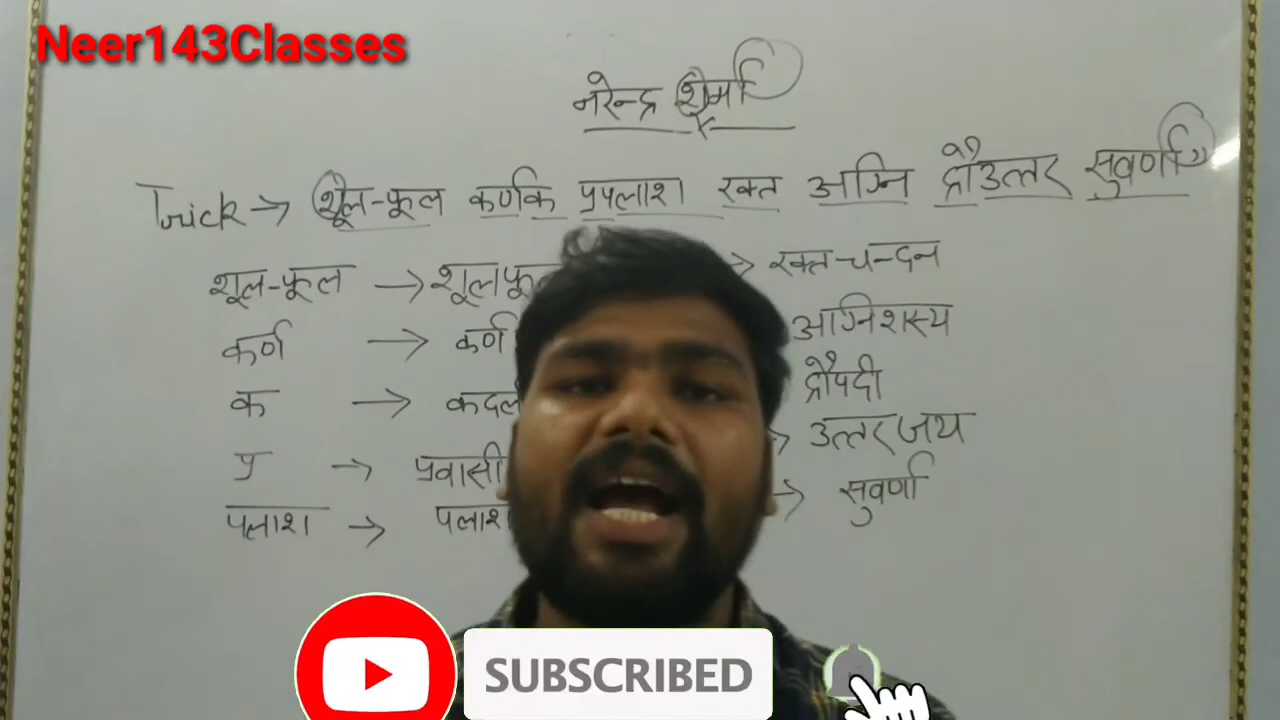 Neer143Classes
नरेन्द्र शर्मा
Trick → शूल-फूल कर्णक प्रपलाश रक्त अग्नि द्रौउत्तर सुवर्णा
शूल-फूल → शूलफू → रक्त-चन्दन
कर्ण → कर्ण अग्निशस्य
क → कदल द्रौपदी
प्र → प्रवासी → उत्तरजय
पलाश → पलाश → सुवर्णा
SUBSCRIBED